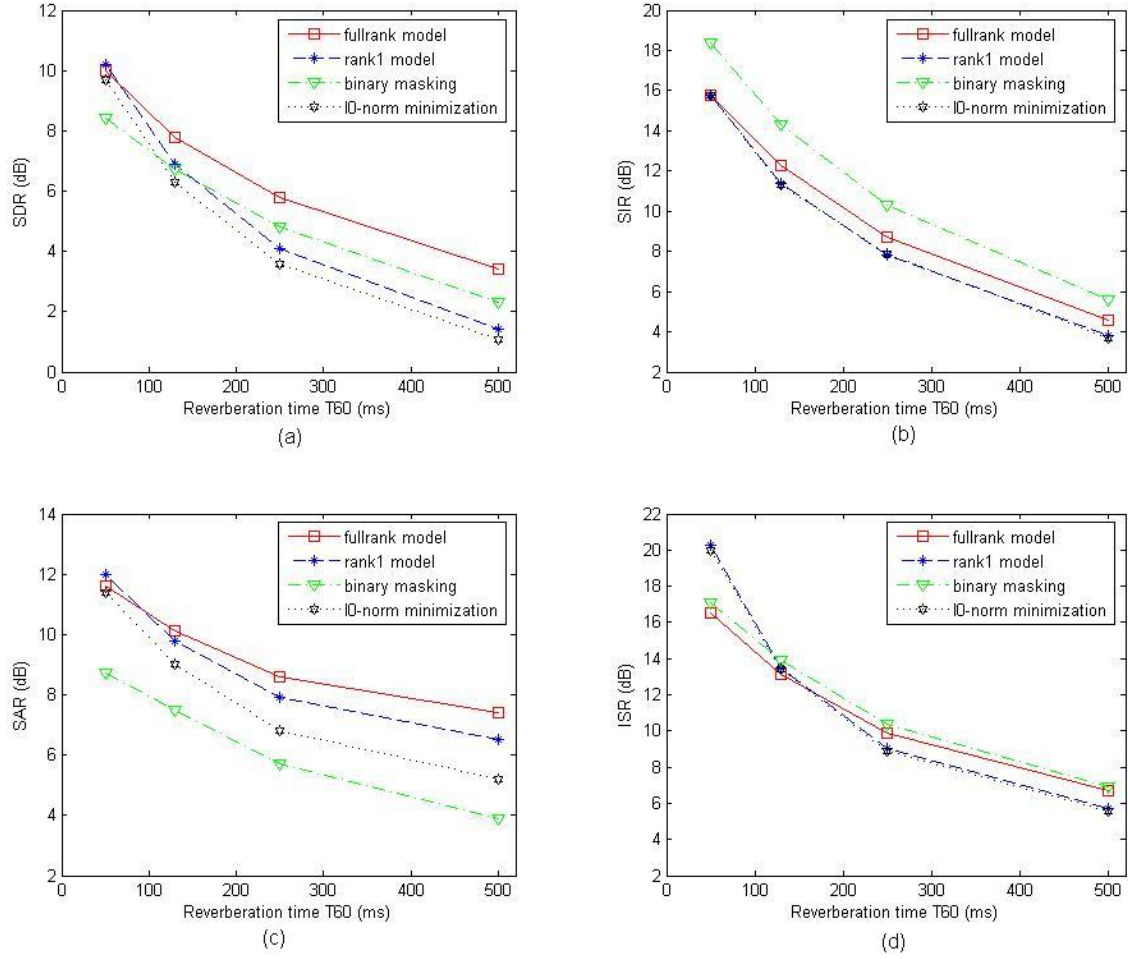 12
10
8
6
4
2
0
SDR (dB)
fullrank model
rank1 model
binary masking
l0-norm minimization
0 100 200 300 400 500
Reverberation time T60 (ms)
(a)
20
18
16
14
12
10
8
6
4
2
SIR (dB)
fullrank model
rank1 model
binary masking
l0-norm minimization
0 100 200 300 400 500
Reverberation time T60 (ms)
(b)
14
12
10
8
6
4
2
SAR (dB)
fullrank model
rank1 model
binary masking
l0-norm minimization
0 100 200 300 400 500
Reverberation time T60 (ms)
(c)
22
20
18
16
14
12
10
8
6
4
2
ISR (dB)
fullrank model
rank1 model
binary masking
l0-norm minimization
0 100 200 300 400 500
Reverberation time T60 (ms)
(d)